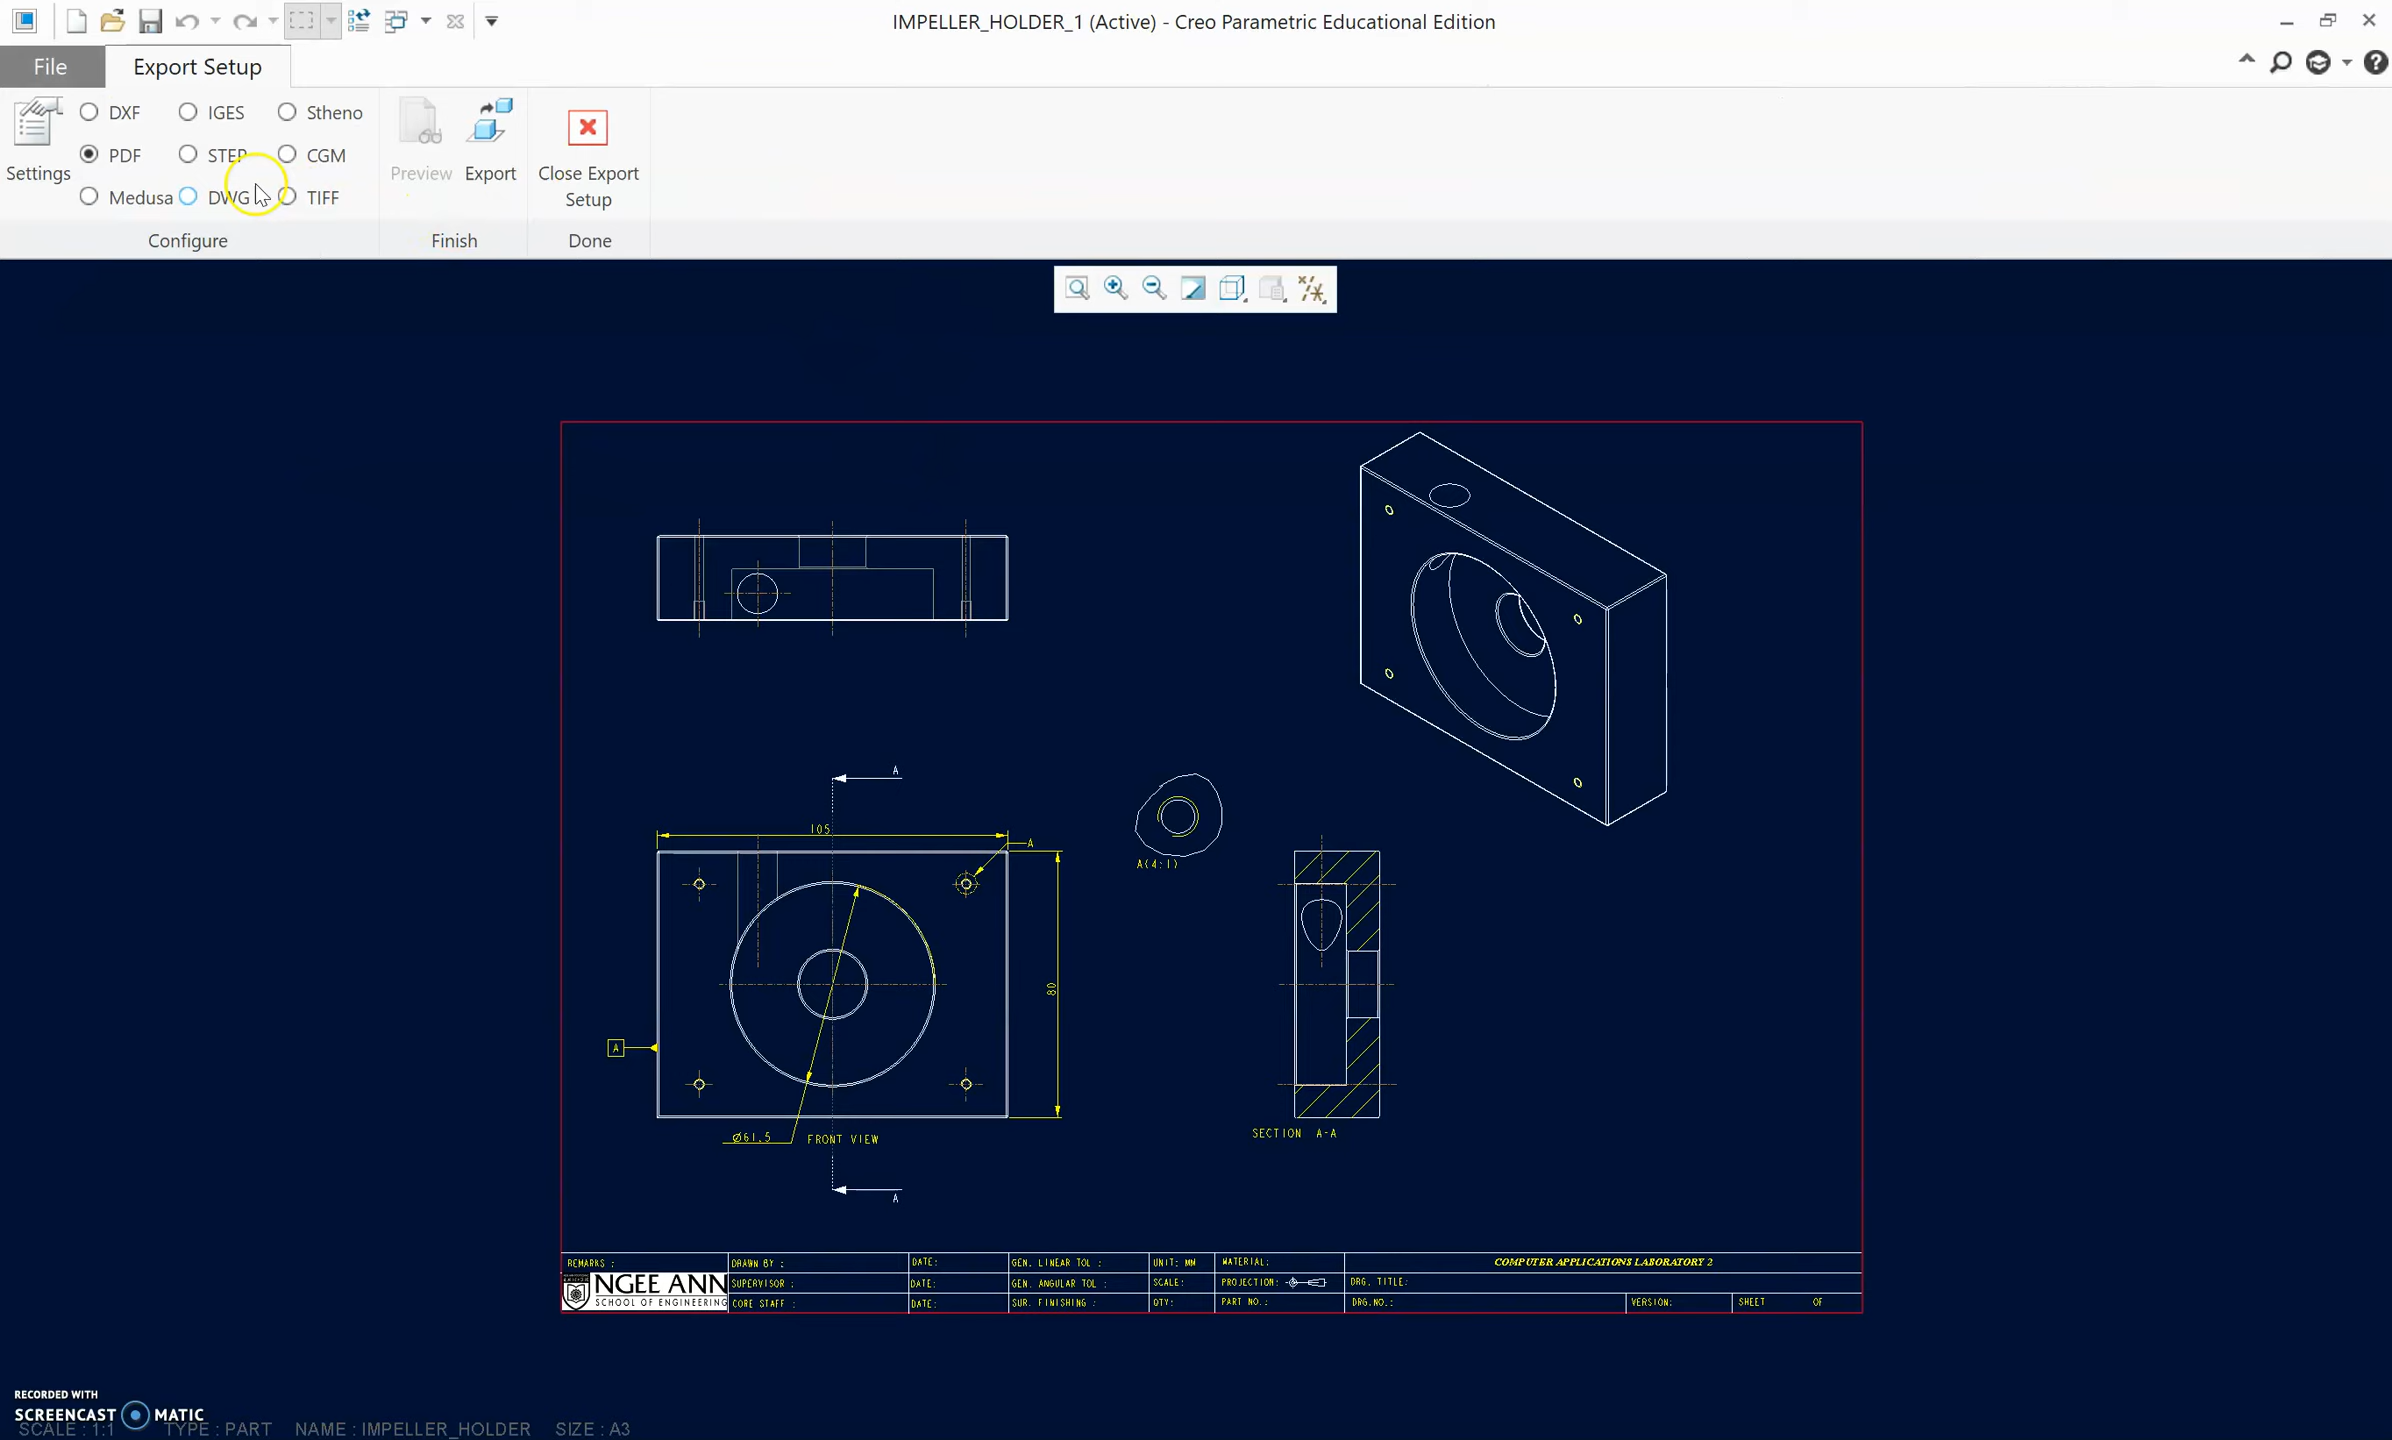 IMPELLER_HOLDER_1 (Active) - Creo Parametric Educational Edition
File
Export Setup
DXF IGES Stheno
PDF STEP CGM
Medusa DWG TIFF
Settings
Preview
Export
Close Export
Setup
Configure
Finish
Done
A
105
A
A(4:1)
80
A
Ø61.5
FRONT VIEW
SECTION A-A
A
REMARKS :
DRAWN BY :
DATE:
GEN. LINEAR TOL :
UNIT: MM
MATERIAL:
COMPUTER APPLICATIONS LABORATORY 2
NGEE ANN
SCHOOL OF ENGINEERING
SUPERVISOR :
DATE:
GEN. ANGULAR TOL :
SCALE:
PROJECTION:
DRG. TITLE:
CORE STAFF :
DATE:
SUR. FINISHING :
QTY:
PART NO.:
DRG.NO.:
VERSION:
SHEET OF
RECORDED WITH
SCREENCAST MATIC
SCALE : 1:1 TYPE : PART NAME : IMPELLER_HOLDER SIZE : A3